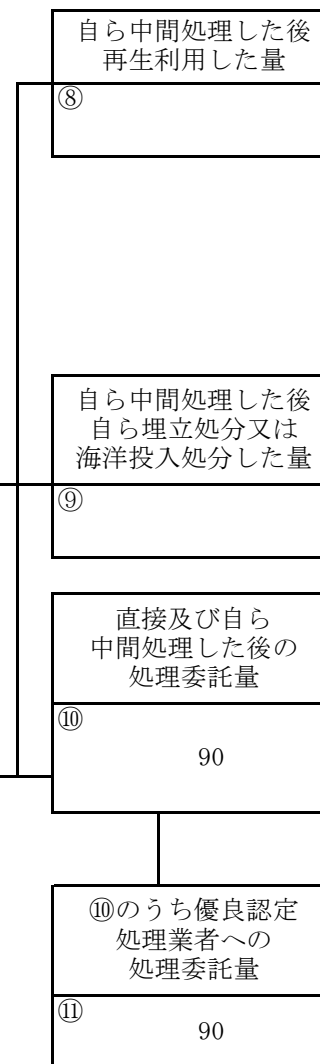 自ら中間処理した後
再生利用した量
⑧
自ら中間処理した後
自ら埋立処分又は
海洋投入処分した量
⑨
直接及び自ら
中間処理した後の
処理委託量
⑩
90
⑩のうち優良認定
処理業者への
処理委託量
⑪
90